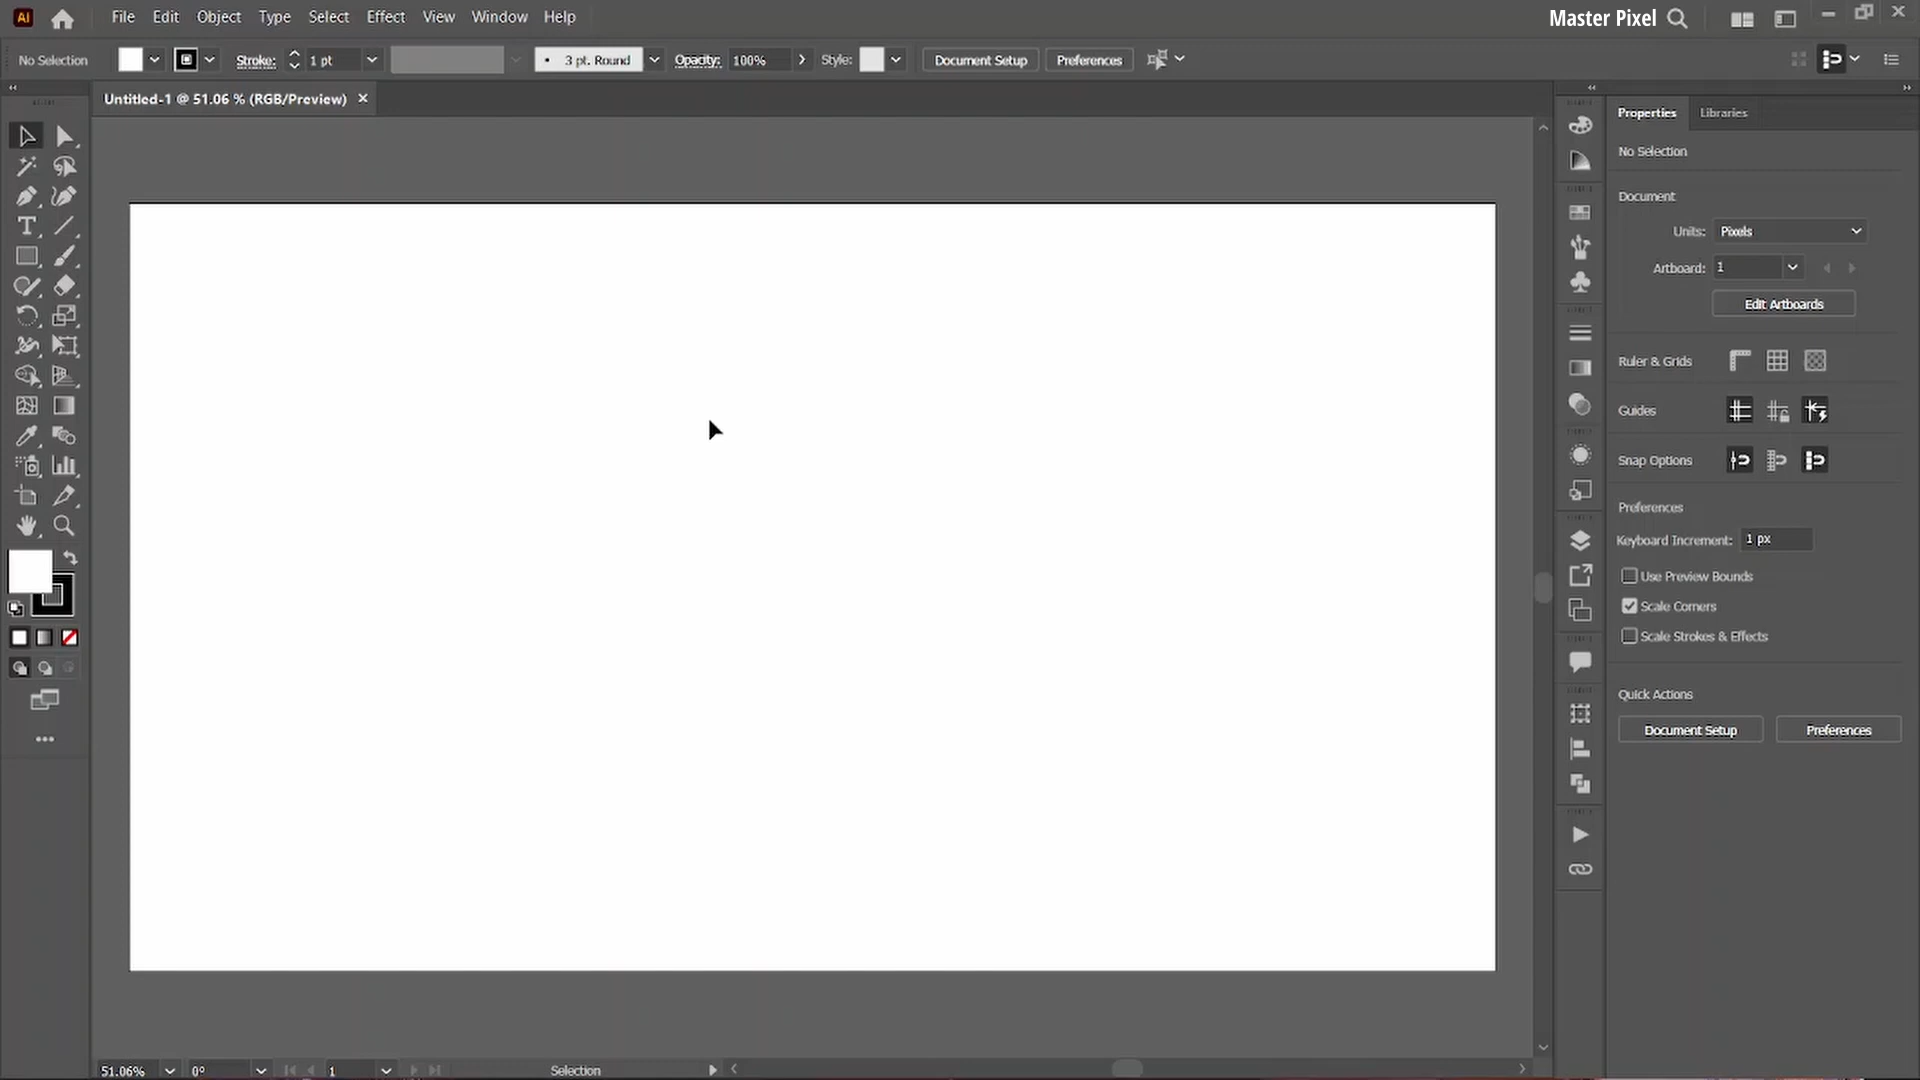 Ai File Edit Object Type Select Effect View Window Help Master Pixel
No Selection Stroke: 1 pt 3 pt. Round Opacity: 100% Style: Document Setup Preferences
Untitled-1 @ 51.06 % (RGB/Preview)
Properties Libraries
No Selection
Document
Units: Pixels
Artboard: 1
Edit Artboards
Ruler & Grids
Guides
Snap Options
Preferences
Keyboard Increment: 1 px
Use Preview Bounds
Scale Corners
Scale Strokes & Effects
Quick Actions
Document Setup Preferences
51.06% 0° 1 Selection